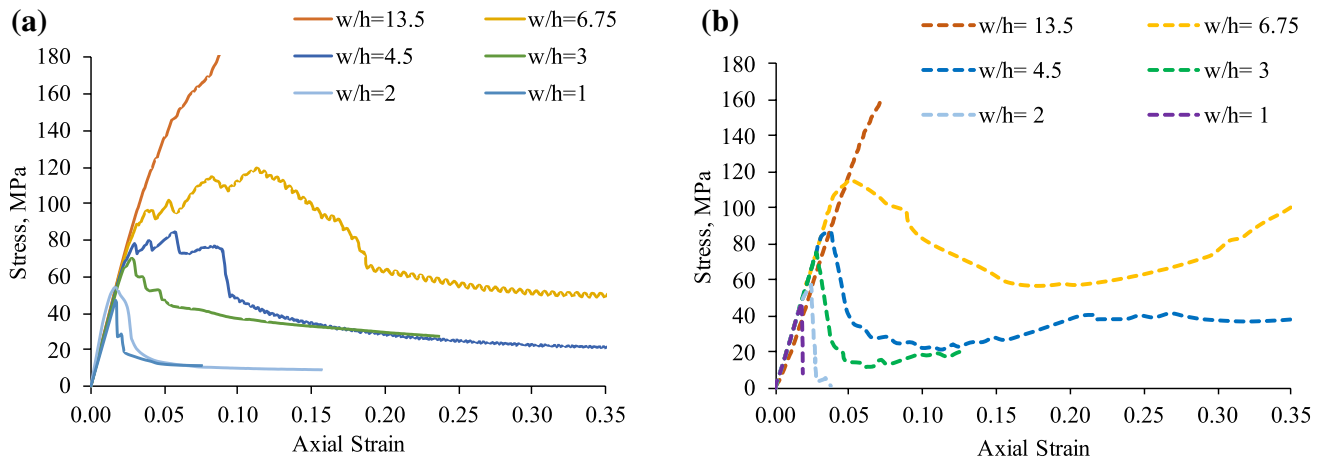 (a)
w/h=13.5
w/h=6.75
w/h=4.5
w/h=3
w/h=2
w/h=1
Stress, MPa
180
160
140
120
100
80
60
40
20
0
0.00 0.05 0.10 0.15 0.20 0.25 0.30 0.35
Axial Strain
(b)
w/h= 13.5
w/h= 6.75
w/h= 4.5
w/h= 3
w/h= 2
w/h= 1
Stress, MPa
180
160
140
120
100
80
60
40
20
0
0.00 0.05 0.10 0.15 0.20 0.25 0.30 0.35
Axial Strain